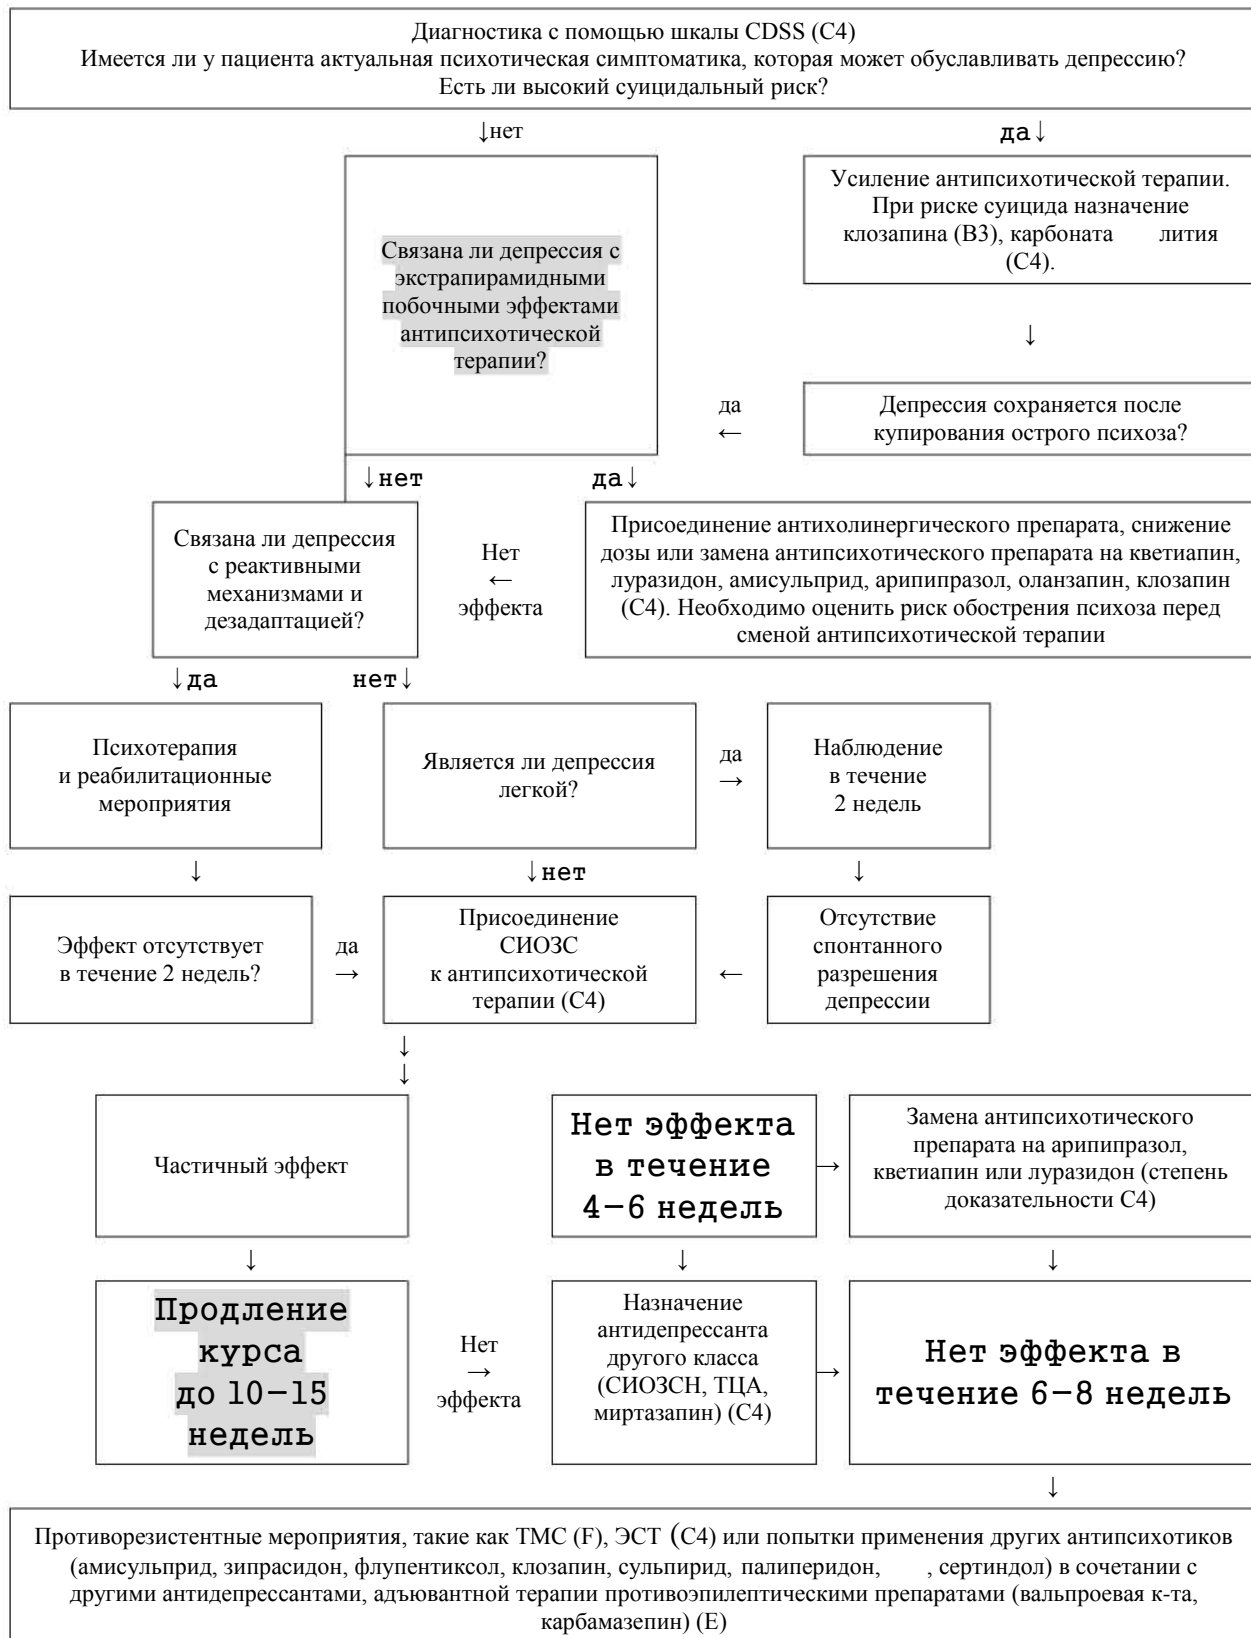 Диагностика с помощью шкалы CDSS (C4)
Имеется ли у пациента актуальная психотическая симптоматика, которая может обуславливать депрессию?
Есть ли высокий суицидальный риск?
↓нет
да↓
Усиление антипсихотической терапии.
При риске суицида назначение
клозапина (B3), карбоната лития
(C4).
Связана ли депрессия с
экстрапирамидными
побочными эффектами
антипсихотической
терапии?
↓
да
←
Депрессия сохраняется после
купирования острого психоза?
↓нет
да↓
Связана ли депрессия
с реактивными
механизмами и
дезадаптацией?
Нет
←
эффекта
Присоединение антихолинергического препарата, снижение
дозы или замена антипсихотического препарата на кветиапин,
луразидон, амисульприд, арипипразол, оланзапин, клозапин
(C4). Необходимо оценить риск обострения психоза перед
сменой антипсихотической терапии
↓да
нет↓
Психотерапия
и реабилитационные
мероприятия
Является ли депрессия
легкой?
да
→
Наблюдение
в течение
2 недель
↓
↓нет
↓
Эффект отсутствует
в течение 2 недель?
да
→
Присоединение
СИОЗС
к антипсихотической
терапии (C4)
←
Отсутствие
спонтанного
разрешения
депрессии
↓
↓
Частичный эффект
Нет эффекта
в течение
4–6 недель
→
Замена антипсихотического
препарата на арипипразол,
кветиапин или луразидон (степень
доказательности C4)
↓
↓
↓
Продление
курса
до 10–15
недель
Нет
→
эффекта
Назначение
антидепрессанта
другого класса
(СИОЗСН, ТЦА,
миртазапин) (C4)
→
Нет эффекта в
течение 6–8 недель
↓
Противорезистентные мероприятия, такие как ТМС (F), ЭСТ (C4) или попытки применения других антипсихотиков
(амисульприд, зипрасидон, флупентиксол, клозапин, сульпирид, палиперидон, , сертиндол) в сочетании с
другими антидепрессантами, адъювантной терапии противоэпилептическими препаратами (вальпроевая к-та,
карбамазепин) (E)